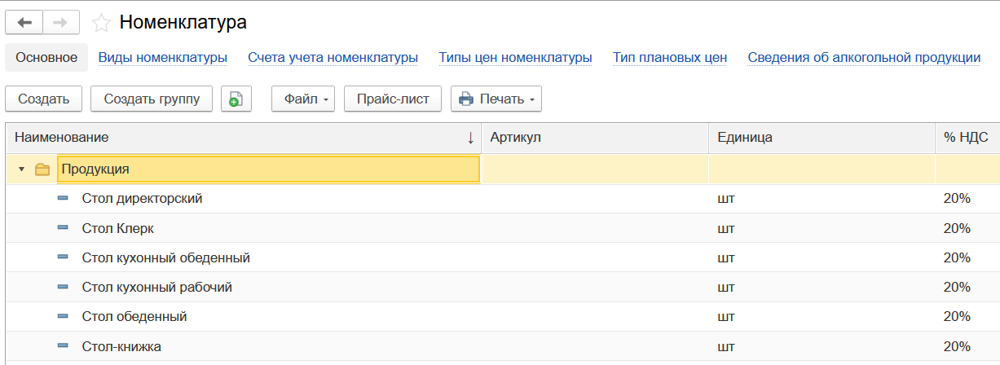 Номенклатура
Основное Виды номенклатуры Счета учета номенклатуры Типы цен номенклатуры Тип плановых цен Сведения об алкогольной продукции
Создать Создать группу Файл Прайс-лист Печать
Наименование ↓ Артикул Единица % НДС
Продукция
Стол директорский шт 20%
Стол Клерк шт 20%
Стол кухонный обеденный шт 20%
Стол кухонный рабочий шт 20%
Стол обеденный шт 20%
Стол-книжка шт 20%